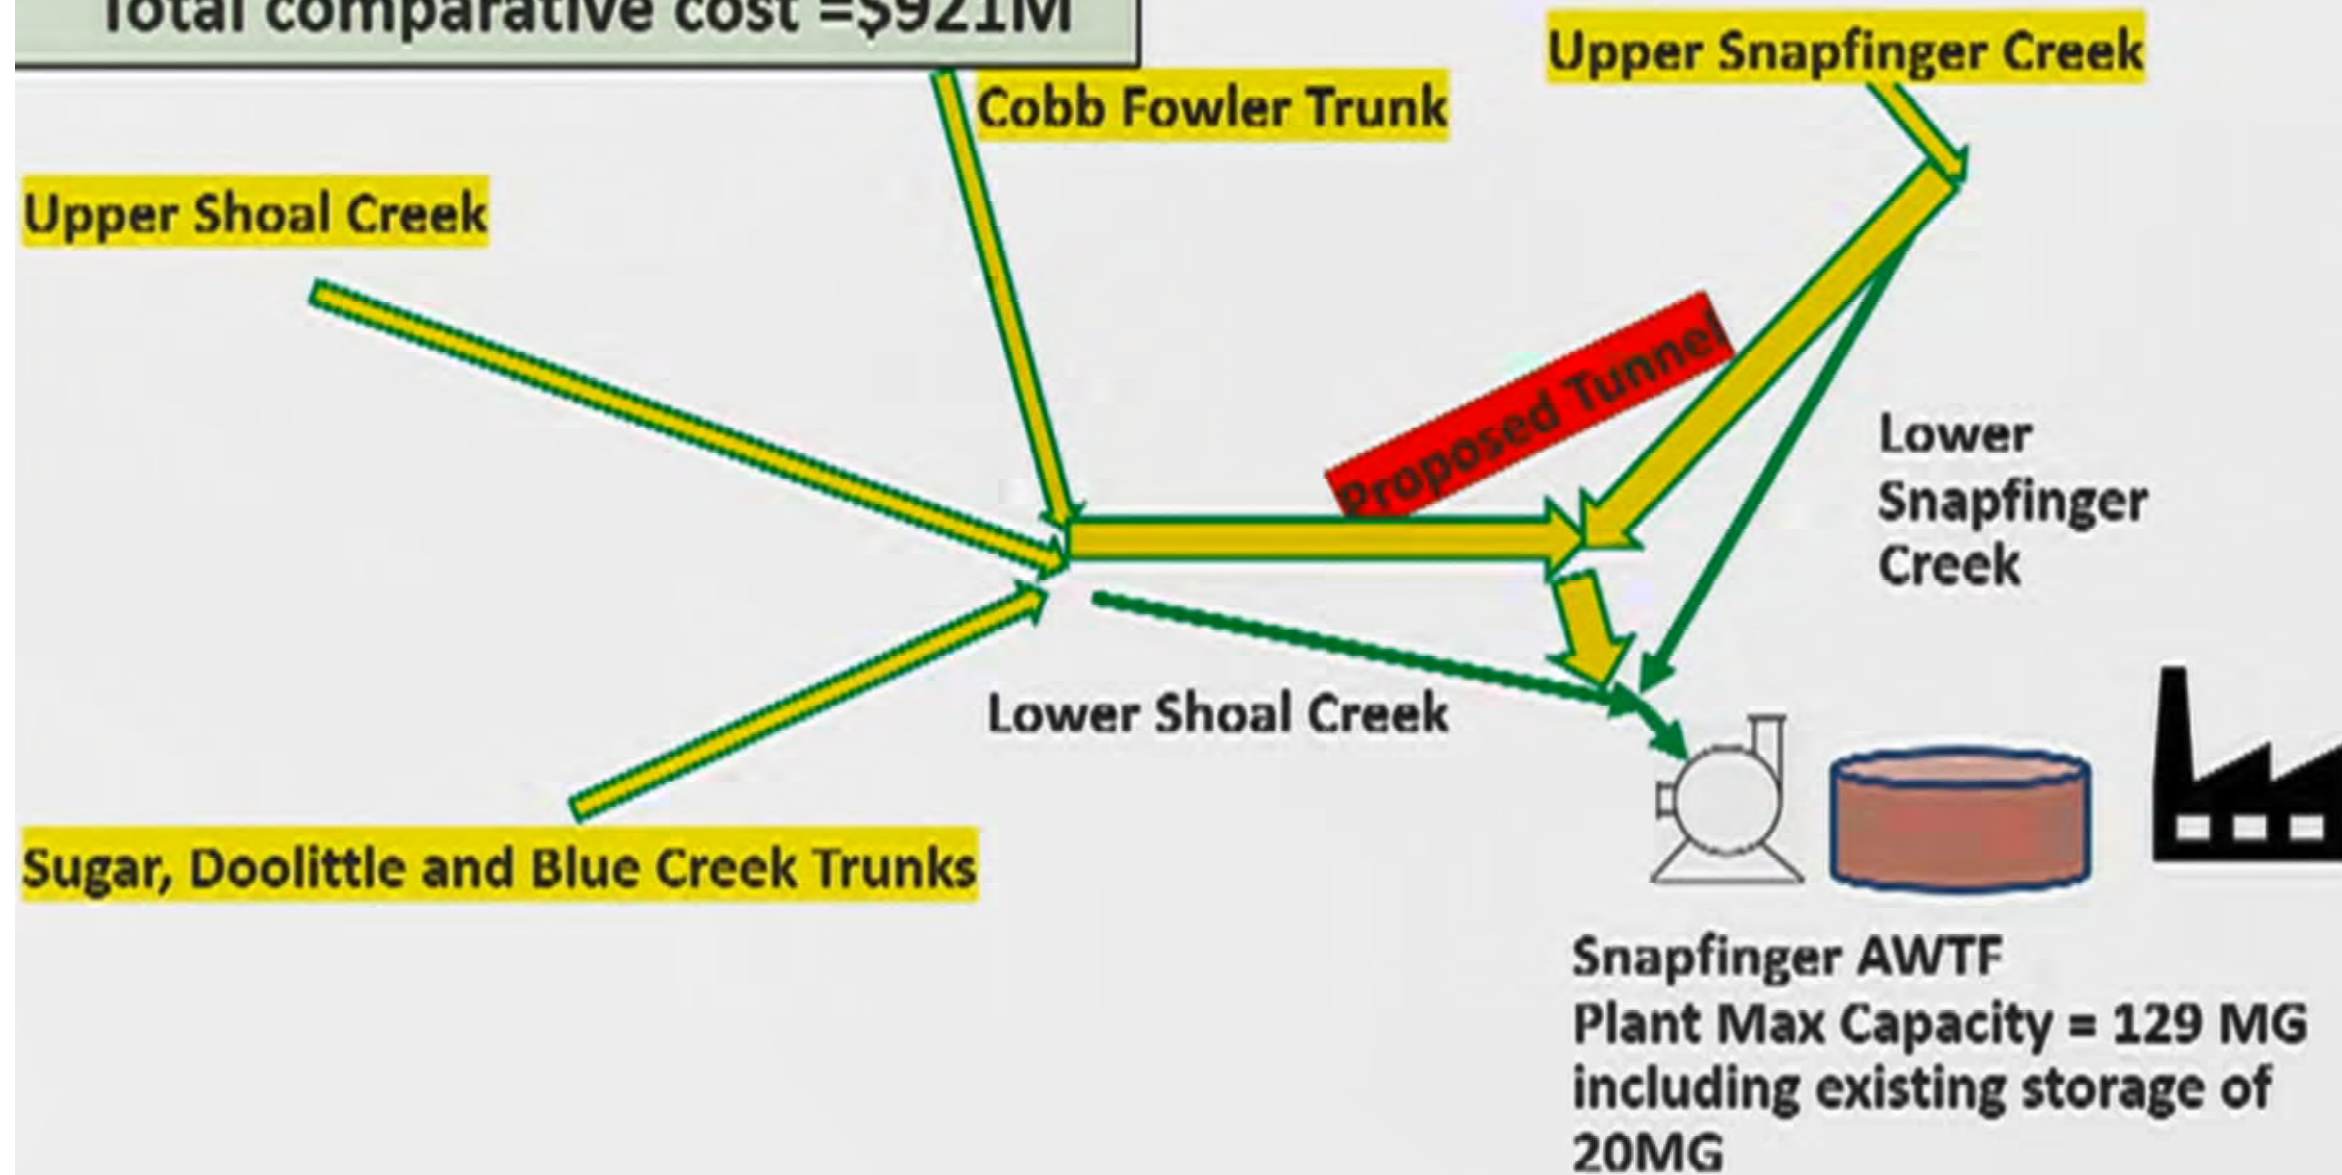 Total comparative cost =$921M
Upper Snapfinger Creek
Cobb Fowler Trunk
Upper Shoal Creek
Proposed Tunnel
Lower
Snapfinger
Creek
Lower Shoal Creek
Sugar, Doolittle and Blue Creek Trunks
Snapfinger AWTF
Plant Max Capacity = 129 MG
including existing storage of
20MG